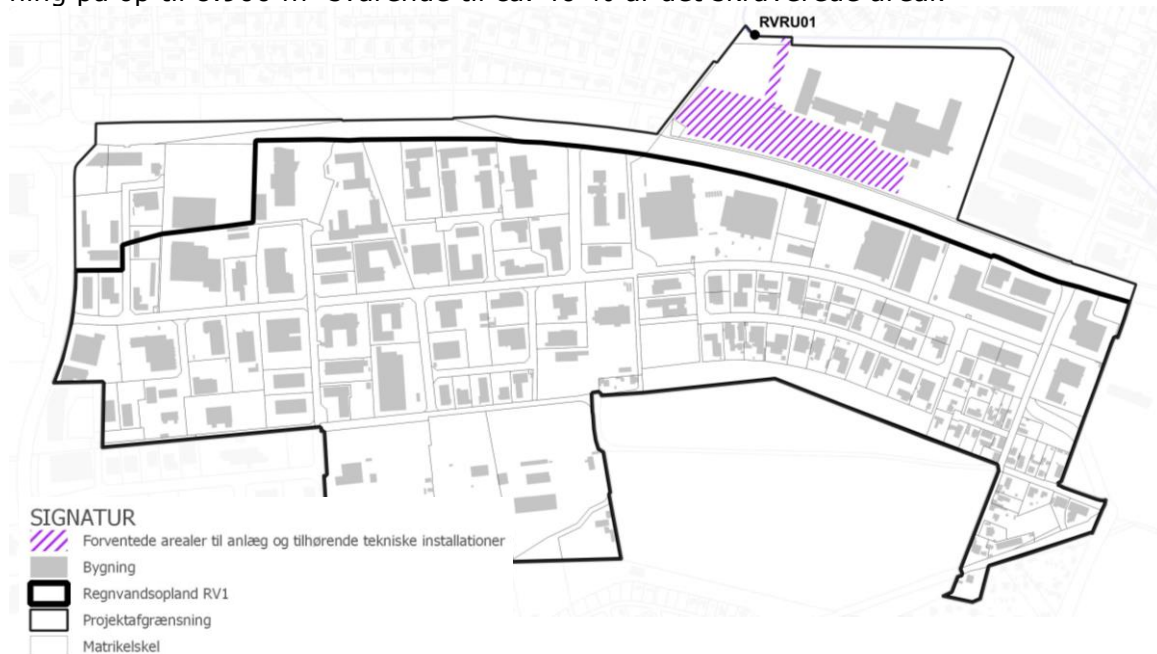 RVRU01
SIGNATUR
Forventede arealer til anlæg og tilhørende tekniske installationer
Bygning
Regnvandsopland RV1
Projektafgrænsning
Matrikelskel